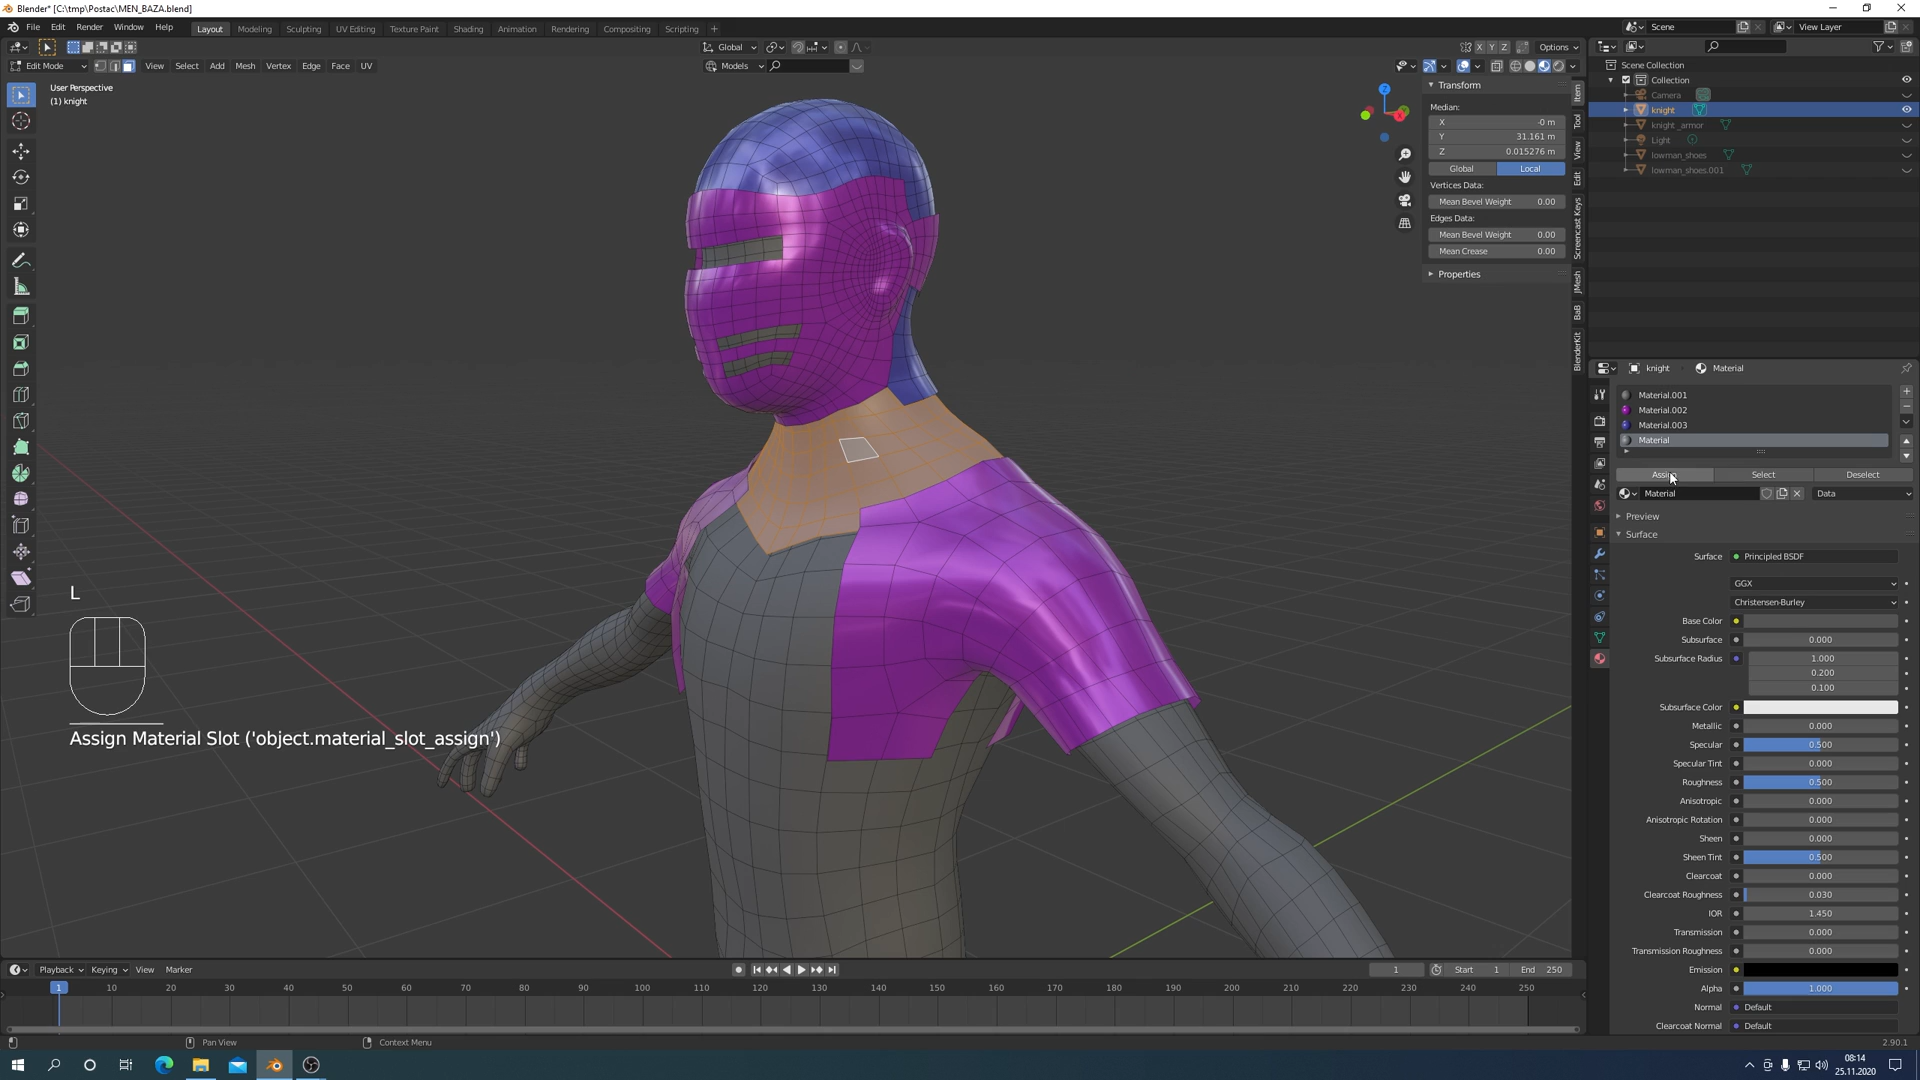 Blender* [C:\tmp\Postac\MEN_BAZA.blend]
File Edit Render Window Help Layout Modeling Sculpting UV Editing Texture Paint Shading Animation Rendering Compositing Scripting + Scene View Layer
Global X Y Z Options
Edit Mode View Select Add Mesh Vertex Edge Face UV Models
User Perspective
(1) knight
Transform
Median:
X -0 m
Y 31.161 m
Z 0.015276 m
Global Local
Vertices Data:
Mean Bevel Weight 0.00
Edges Data:
Mean Bevel Weight 0.00
Mean Crease 0.00
Properties
Item
Tool
View
Edit
Screencast Keys
JMesh
BaB
BlenderKit
Scene Collection
Collection
Camera
knight
knight_armor
Light
lowman_shoes
lowman_shoes.001
knight Material
Material.001
Material.002
Material.003
Material
Assign Select Deselect
Material Data
Preview
Surface
Surface Principled BSDF
GGX
Christensen-Burley
Base Color
Subsurface 0.000
Subsurface Radius 1.000
0.200
0.100
Subsurface Color
Metallic 0.000
Specular 0.500
Specular Tint 0.000
Roughness 0.500
Anisotropic 0.000
Anisotropic Rotation 0.000
Sheen 0.000
Sheen Tint 0.500
Clearcoat 0.000
Clearcoat Roughness 0.030
IOR 1.450
Transmission 0.000
Transmission Roughness 0.000
Emission
Alpha 1.000
Normal Default
Clearcoat Normal Default
L
Assign Material Slot ('object.material_slot_assign')
Playback Keying View Marker 1 Start 1 End 250
1 10 20 30 40 50 60 70 80 90 100 110 120 130 140 150 160 170 180 190 200 210 220 230 240 250
Pan View Context Menu 2.90.1
08:14
25.11.2020